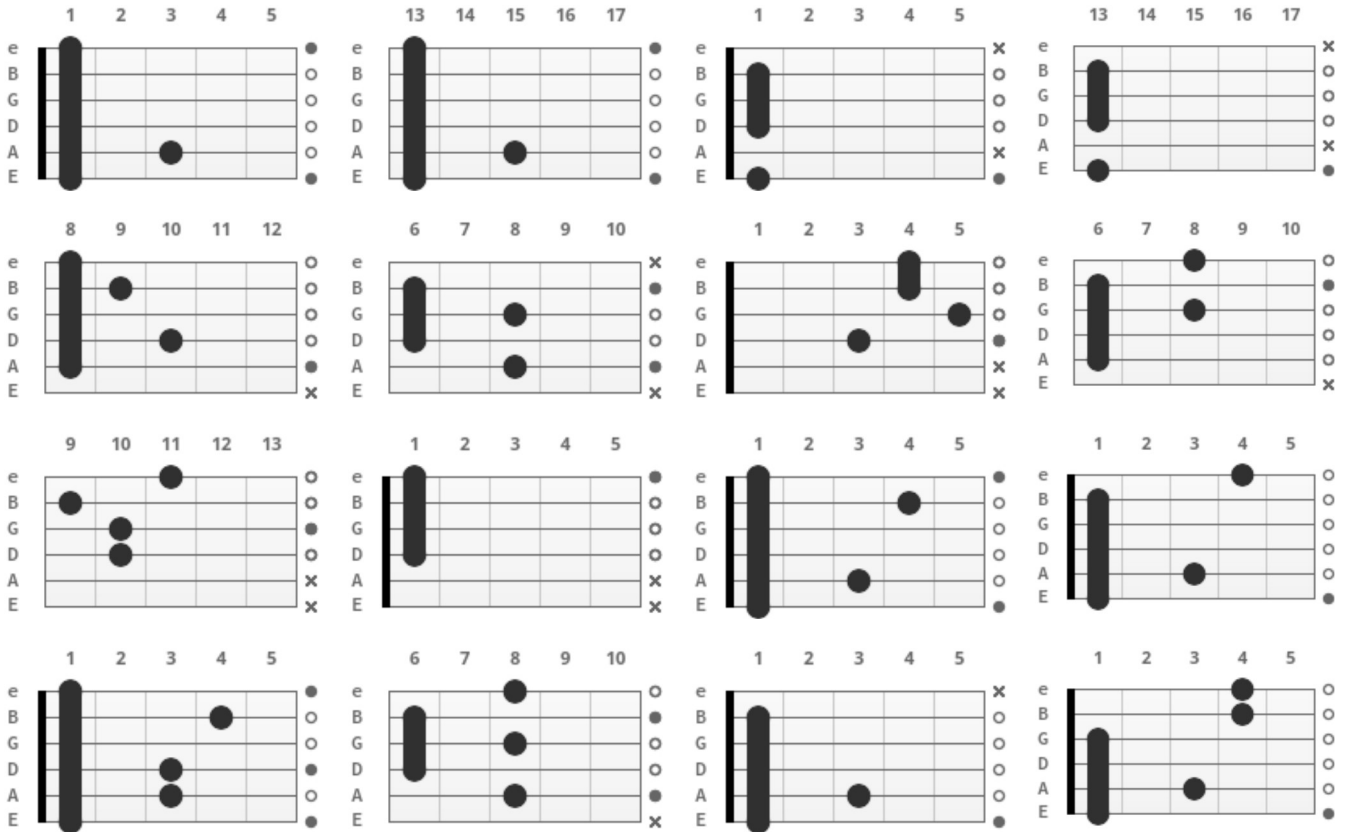 1 2 3 4 5 13 14 15 16 17 1 2 3 4 5 13 14 15 16 17
e e e e
B B B B
G G G G
D D D D
A A A A
E E E E
8 9 10 11 12 6 7 8 9 10 1 2 3 4 5 6 7 8 9 10
e e e e
B B B B
G G G G
D D D D
A A A A
E E E E
9 10 11 12 13 1 2 3 4 5 1 2 3 4 5 1 2 3 4 5
e e e e
B B B B
G G G G
D D D D
A A A A
E E E E
1 2 3 4 5 6 7 8 9 10 1 2 3 4 5 1 2 3 4 5
e e e e
B B B B
G G G G
D D D D
A A A A
E E E E